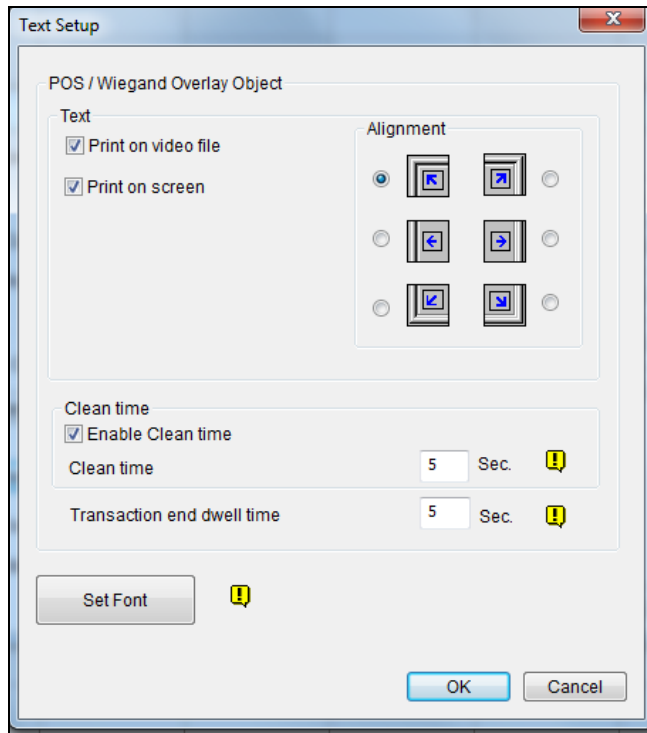 Text Setup
POS / Wiegand Overlay Object
Text
Print on video file
Print on screen
Alignment
Clean time
Enable Clean time
Clean time 5 Sec.
Transaction end dwell time 5 Sec.
Set Font
OK Cancel